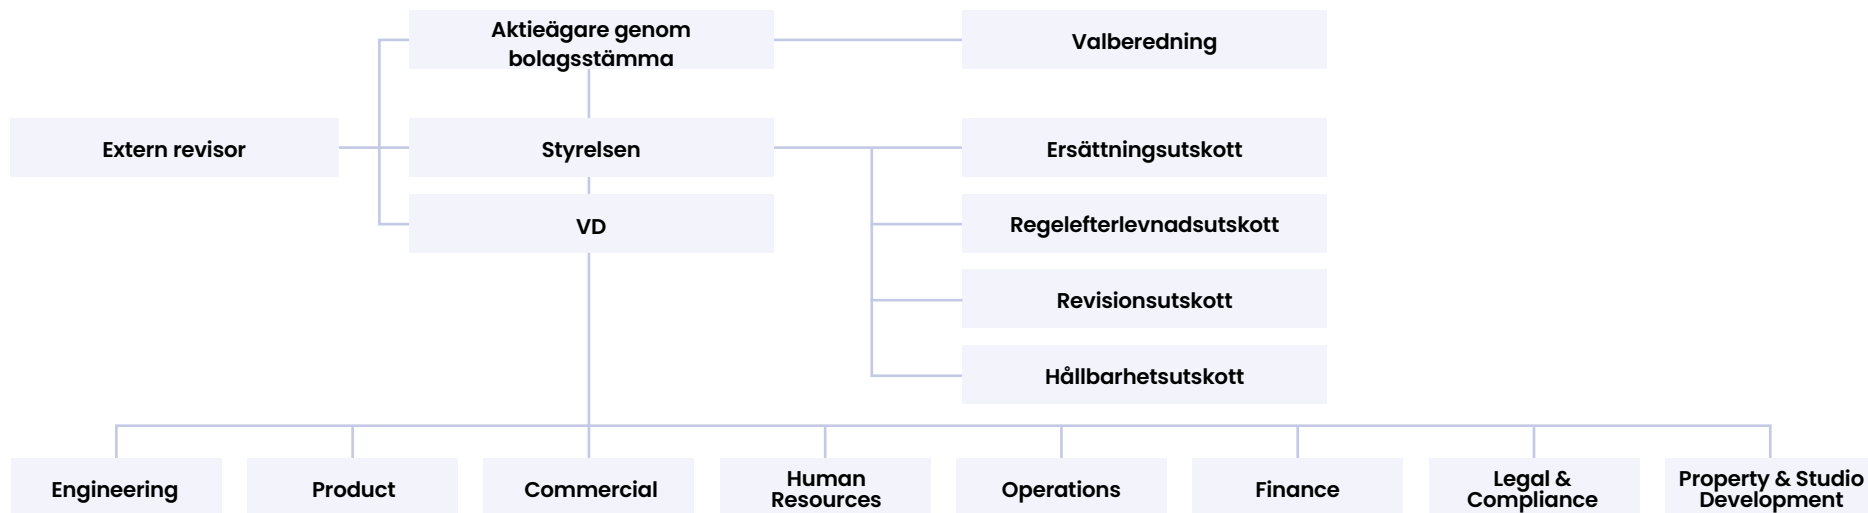 Aktieägare genom
bolagsstämma
Valberedning
Extern revisor
Styrelsen
Ersättningsutskott
VD
Regelefterlevnadsutskott
Revisionsutskott
Hållbarhetsutskott
Engineering
Product
Commercial
Human
Resources
Operations
Finance
Legal &
Compliance
Property & Studio
Development